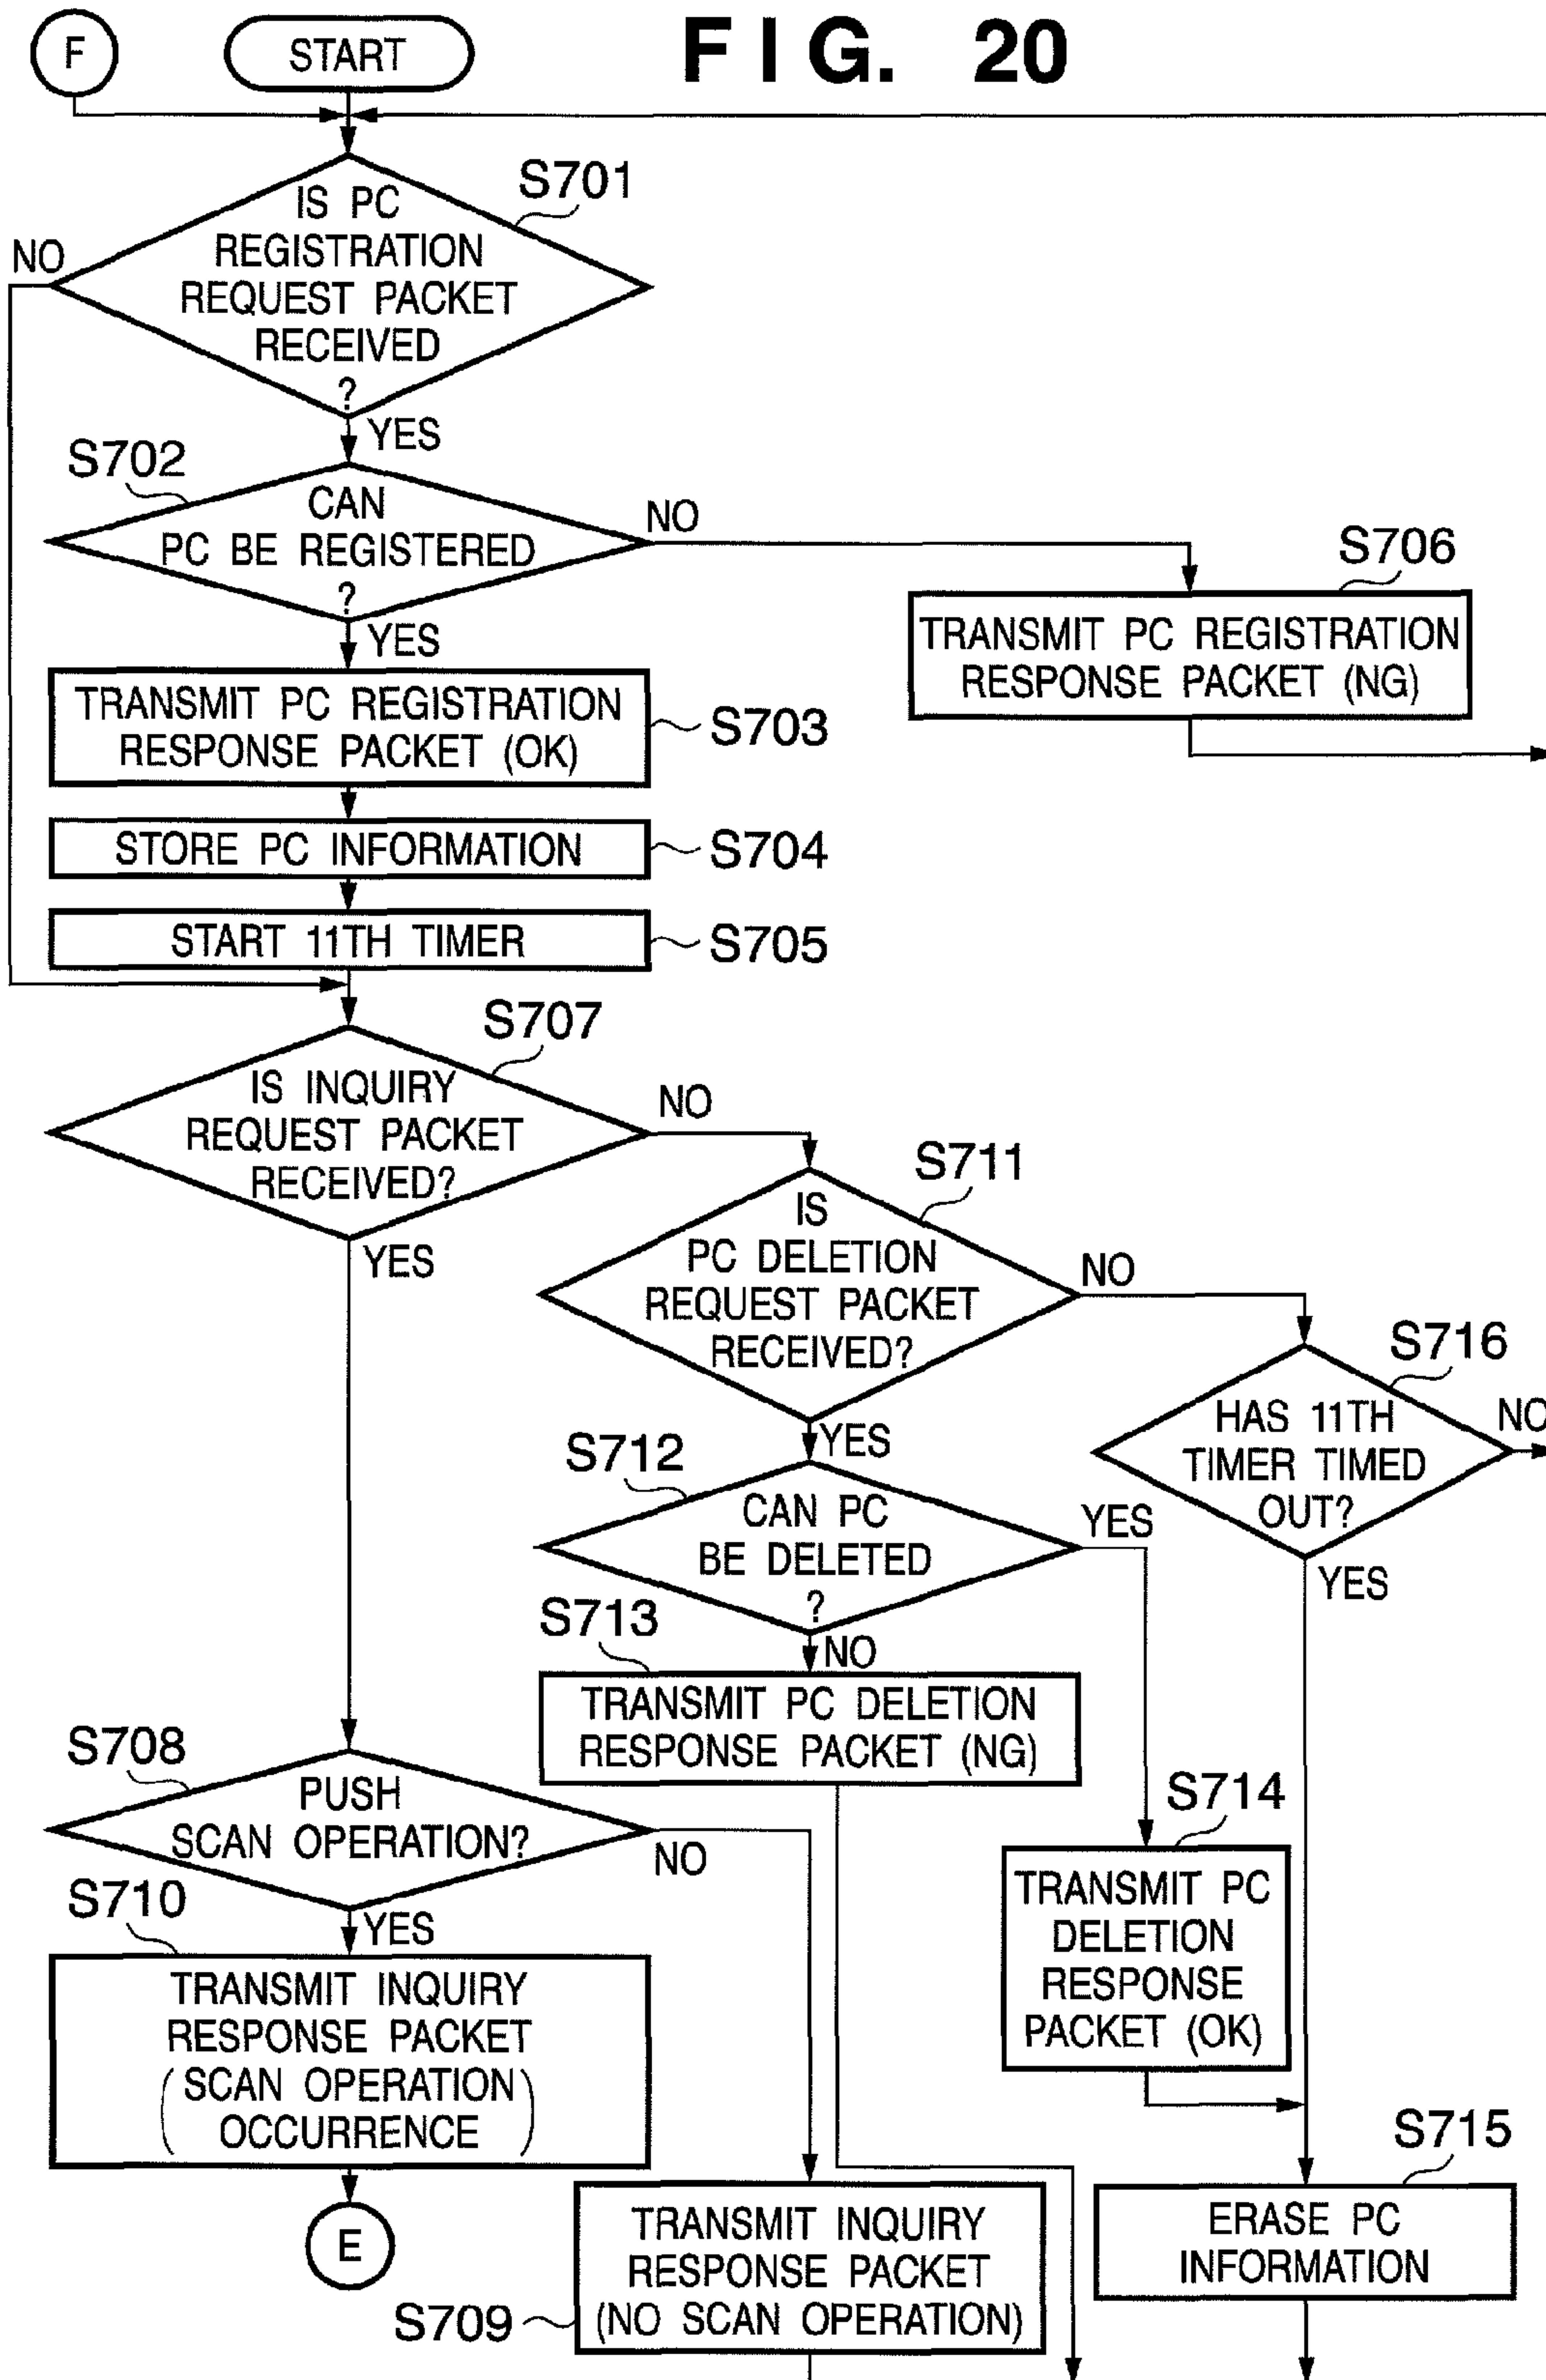 F
START
FIG. 20
S701
IS PC
REGISTRATION
REQUEST PACKET
RECEIVED
?
NO
YES
S702
CAN
PC BE REGISTERED
?
NO
YES
S706
TRANSMIT PC REGISTRATION
RESPONSE PACKET (NG)
TRANSMIT PC REGISTRATION
RESPONSE PACKET (OK)
S703
STORE PC INFORMATION
S704
START 11TH TIMER
S705
S707
IS INQUIRY
REQUEST PACKET
RECEIVED?
NO
YES
S711
IS
PC DELETION
REQUEST PACKET
RECEIVED?
NO
YES
S716
HAS 11TH
TIMER TIMED
OUT?
NO
YES
S712
CAN PC
BE DELETED
?
YES
NO
S713
TRANSMIT PC DELETION
RESPONSE PACKET (NG)
S708
PUSH
SCAN OPERATION?
NO
YES
S714
TRANSMIT PC
DELETION
RESPONSE
PACKET (OK)
S710
TRANSMIT INQUIRY
RESPONSE PACKET
(SCAN OPERATION
OCCURRENCE)
E
S709
TRANSMIT INQUIRY
RESPONSE PACKET
(NO SCAN OPERATION)
S715
ERASE PC
INFORMATION